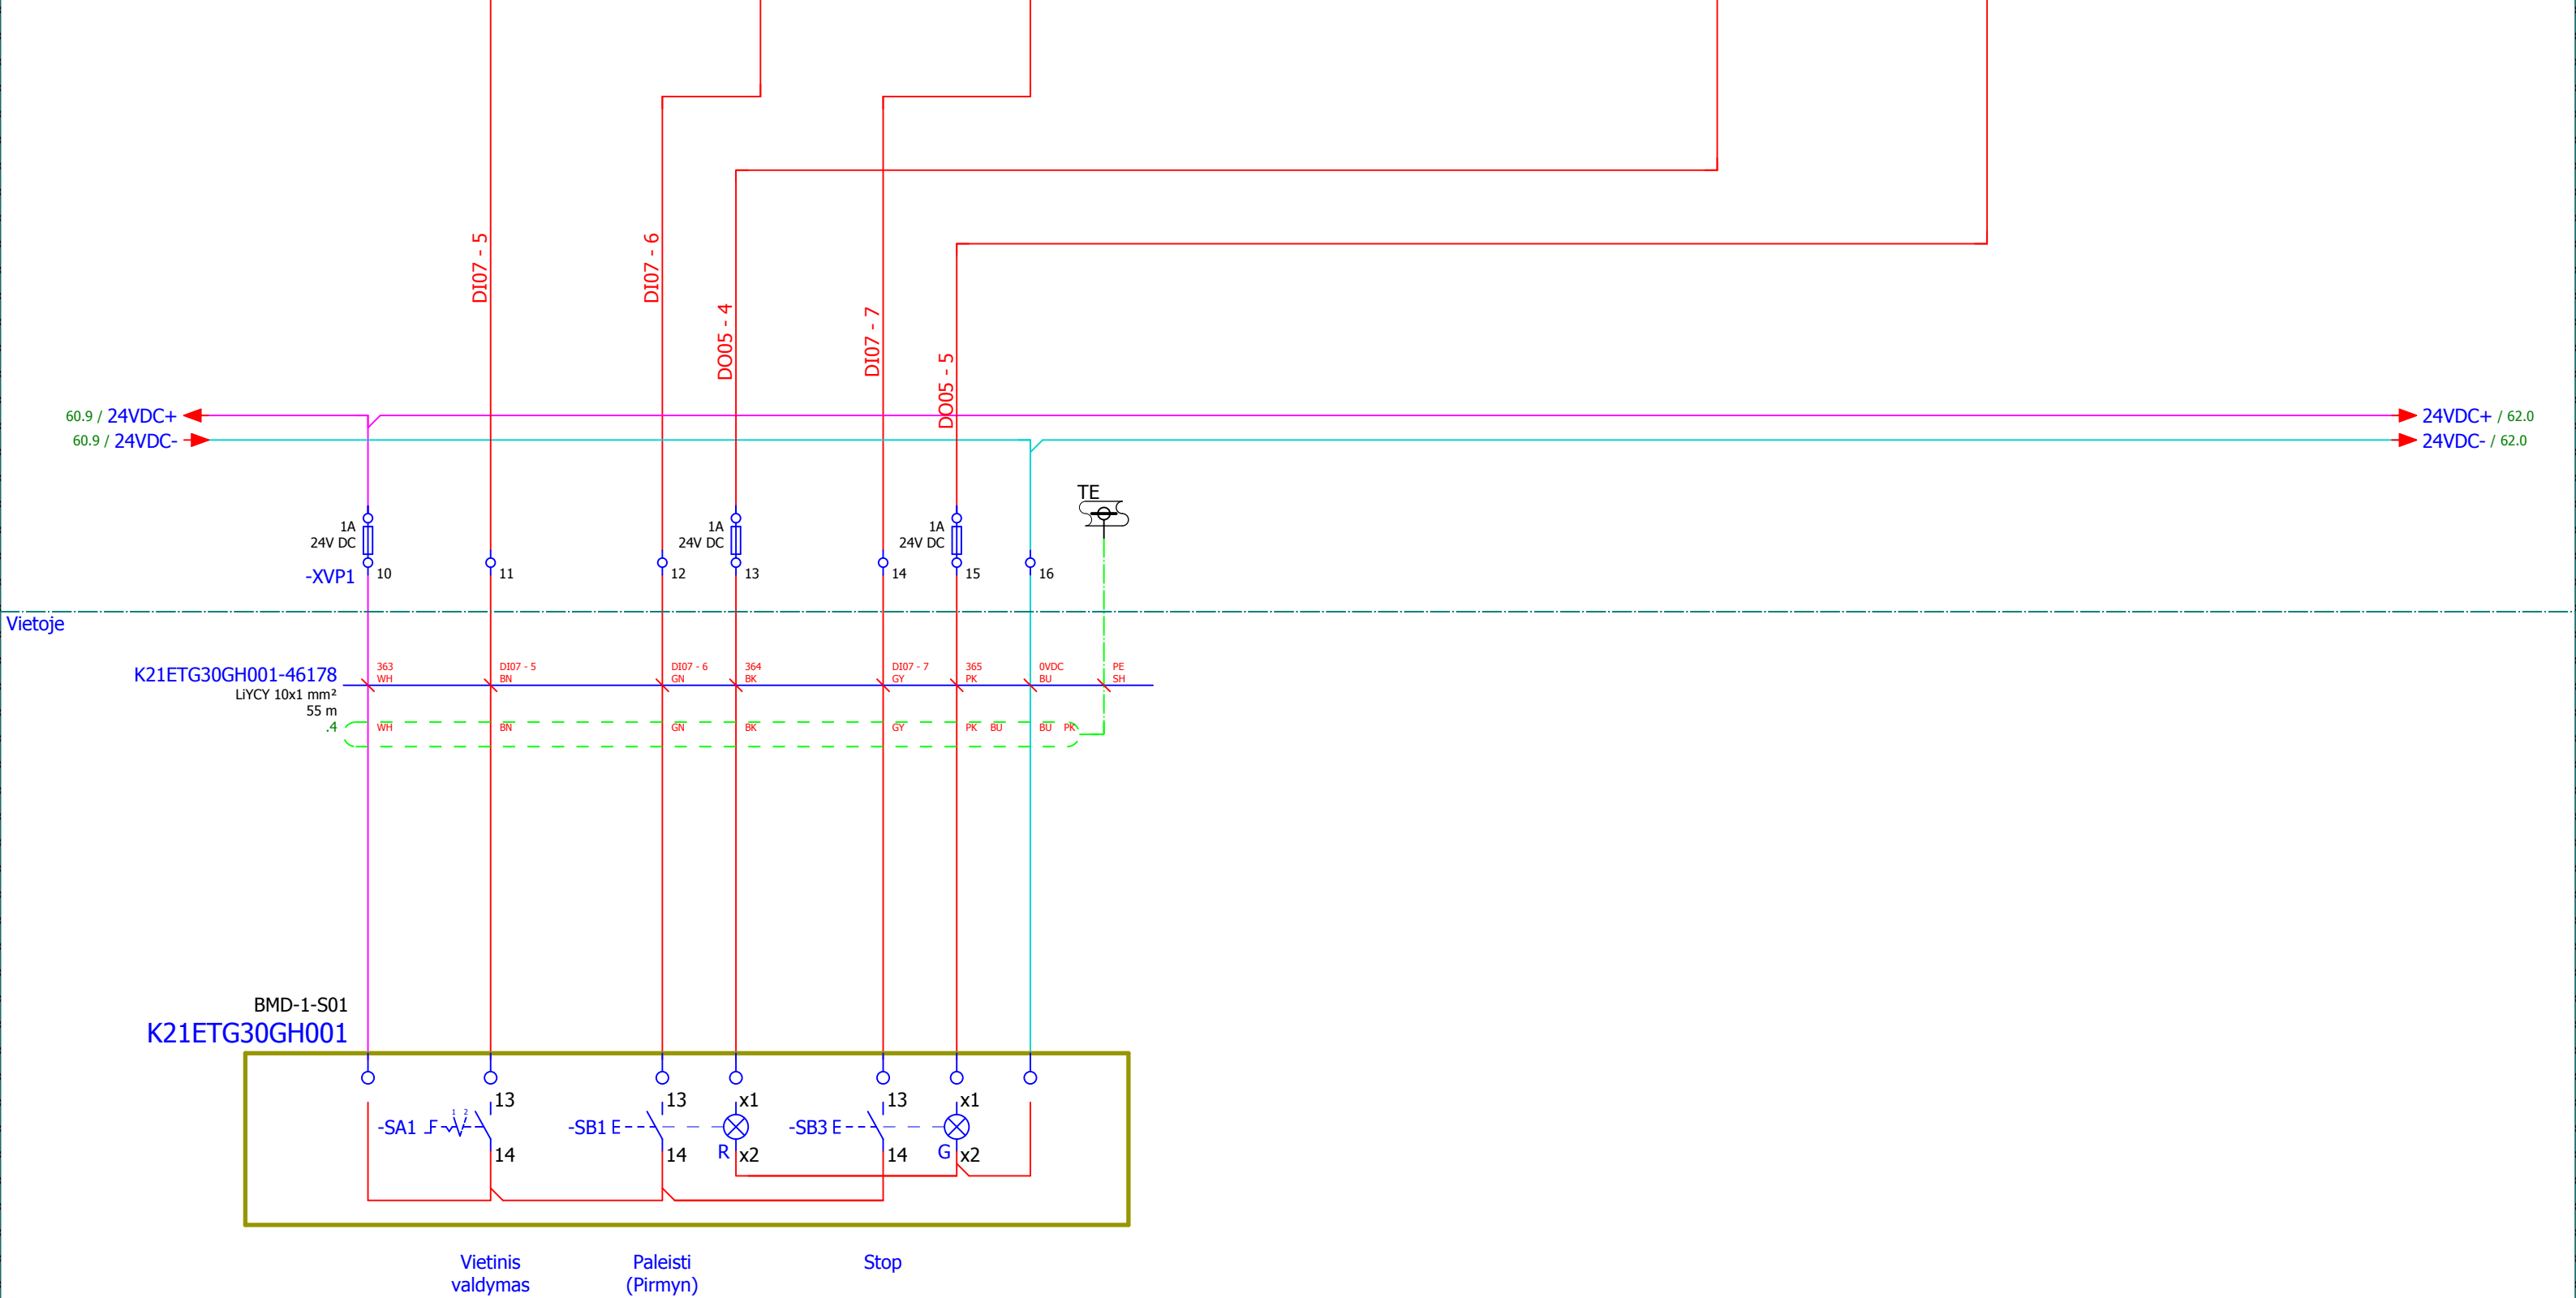 DI07 - 5
DI07 - 6
DO05 - 4
DI07 - 7
DO05 - 5
60.9 / 24VDC+
24VDC+ / 62.0
60.9 / 24VDC-
24VDC- / 62.0
TE
1A
24V DC
1A
24V DC
1A
24V DC
-XVP1
10
11
12
13
14
15
16
Vietoje
K21ETG30GH001-46178
LiYCY 10x1 mm²
55 m
.4
363
WH
DI07 - 5
BN
DI07 - 6
GN
364
BK
DI07 - 7
GY
365
PK
0VDC
BU
PE
SH
WH
BN
GN
BK
GY
PK BU
BU PK
BMD-1-S01
K21ETG30GH001
13
13
x1
13
x1
1 2
-SA1
-SB1
-SB3
14
14
R x2
14
G x2
Vietinis
valdymas
Paleisti
(Pirmyn)
Stop